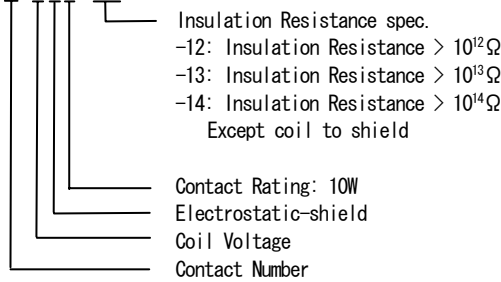 Insulation Resistance spec.
-12: Insulation Resistance > 10¹²Ω
-13: Insulation Resistance > 10¹³Ω
-14: Insulation Resistance > 10¹⁴Ω
Except coil to shield
Contact Rating: 10W
Electrostatic-shield
Coil Voltage
Contact Number